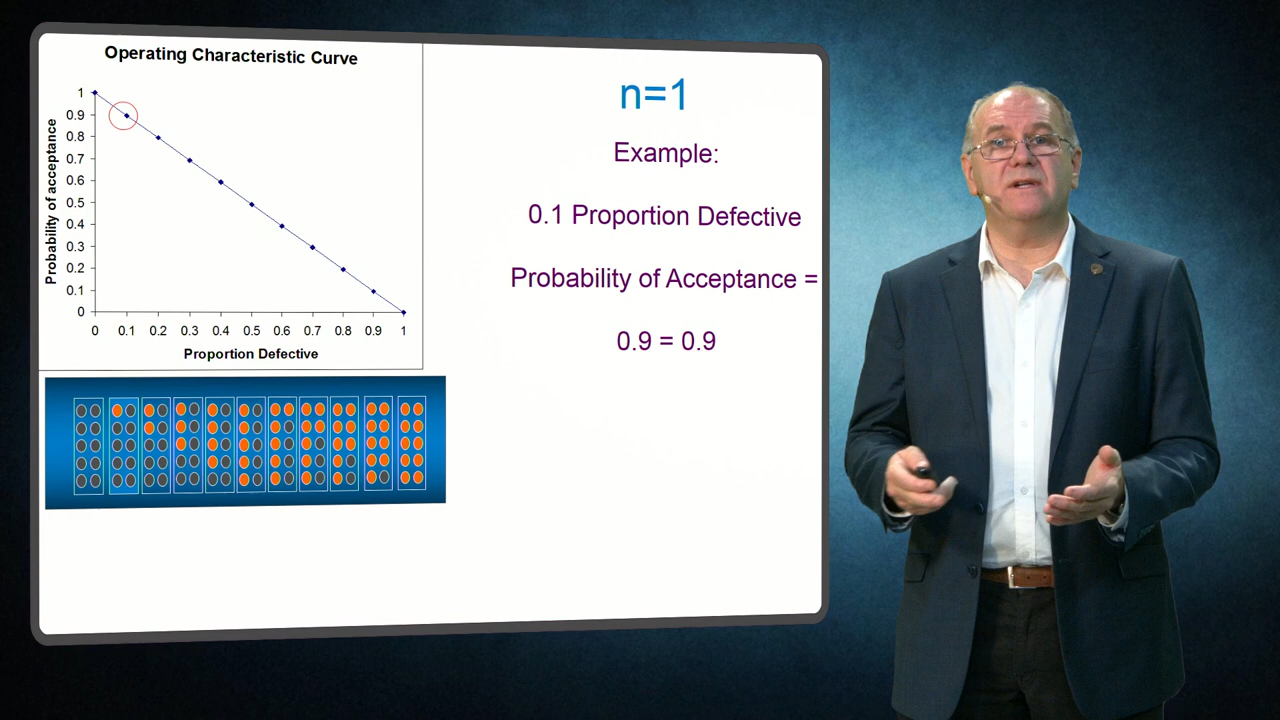 Operating Characteristic Curve
Probability of acceptance
1
0.9
0.8
0.7
0.6
0.5
0.4
0.3
0.2
0.1
0
0 0.1 0.2 0.3 0.4 0.5 0.6 0.7 0.8 0.9 1
Proportion Defective
n=1
Example:
0.1 Proportion Defective
Probability of Acceptance =
0.9 = 0.9